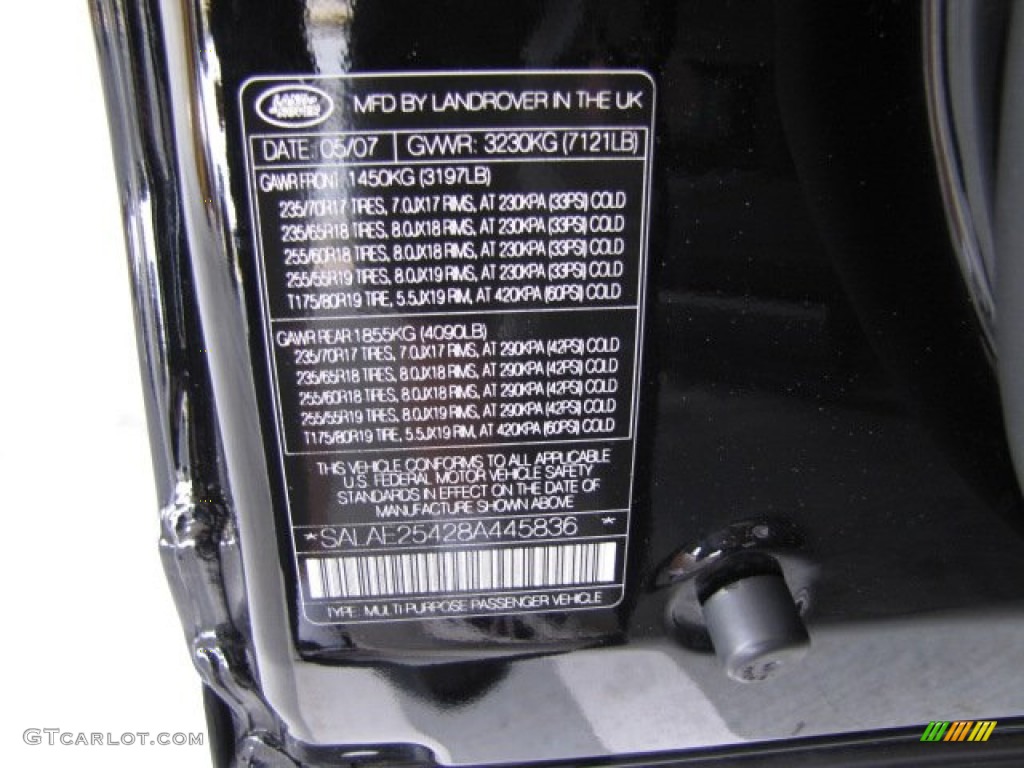 LAND ROVER
MFD BY LANDROVER IN THE UK
DATE: 05/07 GVWR: 3230KG (7121LB)
GAWR FRONT 1450KG (3197LB)
235/70R17 TIRES, 7.0JX17 RIMS, AT 230KPA (33PSI) COLD
235/65R18 TIRES, 8.0JX18 RIMS, AT 230KPA (33PSI) COLD
255/60R18 TIRES, 8.0JX18 RIMS, AT 230KPA (33PSI) COLD
255/55R19 TIRES, 8.0JX19 RIMS, AT 230KPA (33PSI) COLD
T175/80R19 TIRE, 5.5JX19 RIM, AT 420KPA (60PSI) COLD
GAWR REAR 1855KG (4090LB)
235/70R17 TIRES, 7.0JX17 RIMS, AT 290KPA (42PSI) COLD
235/65R18 TIRES, 8.0JX18 RIMS, AT 290KPA (42PSI) COLD
255/60R18 TIRES, 8.0JX18 RIMS, AT 290KPA (42PSI) COLD
255/55R19 TIRES, 8.0JX19 RIMS, AT 290KPA (42PSI) COLD
T175/80R19 TIRE, 5.5JX19 RIM, AT 420KPA (60PSI) COLD
THIS VEHICLE CONFORMS TO ALL APPLICABLE
U.S. FEDERAL MOTOR VEHICLE SAFETY
STANDARDS IN EFFECT ON THE DATE OF
MANUFACTURE SHOWN ABOVE
*SALAE25428A445836 *
TYPE: MULTI PURPOSE PASSENGER VEHICLE
GTCarLot.com